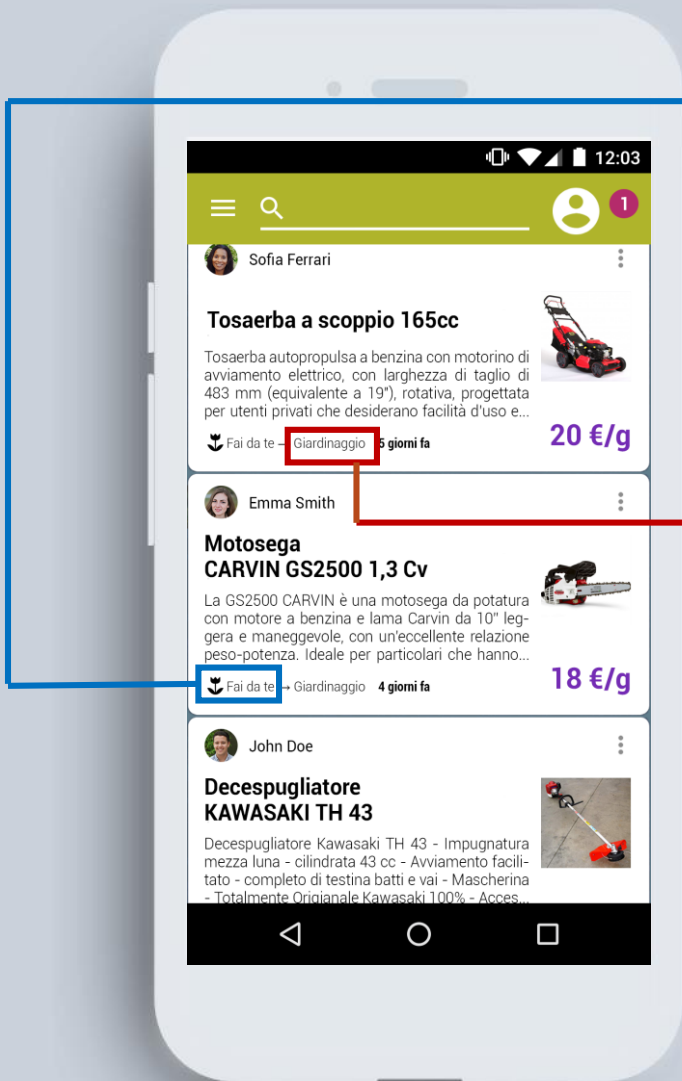 12:03
1
Sofia Ferrari
Tosaerba a scoppio 165cc
Tosaerba autopropulsa a benzina con motorino di
avviamento elettrico, con larghezza di taglio di
483 mm (equivalente a 19"), rotativa, progettata
per utenti privati che desiderano facilità d'uso e...
Fai da te → Giardinaggio 5 giorni fa
20 €/g
Emma Smith
Motosega
CARVIN GS2500 1,3 Cv
La GS2500 CARVIN è una motosega da potatura
con motore a benzina e lama Carvin da 10" leg-
gera e maneggevole, con un'eccellente relazione
peso-potenza. Ideale per particolari che hanno...
Fai da te → Giardinaggio 4 giorni fa
18 €/g
John Doe
Decespugliatore
KAWASAKI TH 43
Decespugliatore Kawasaki TH 43 - Impugnatura
mezza luna - cilindrata 43 cc - Avviamento facili-
tato - completo di testina batti e vai - Mascherina
- Totalmente Origianale Kawasaki 100% - Acces...